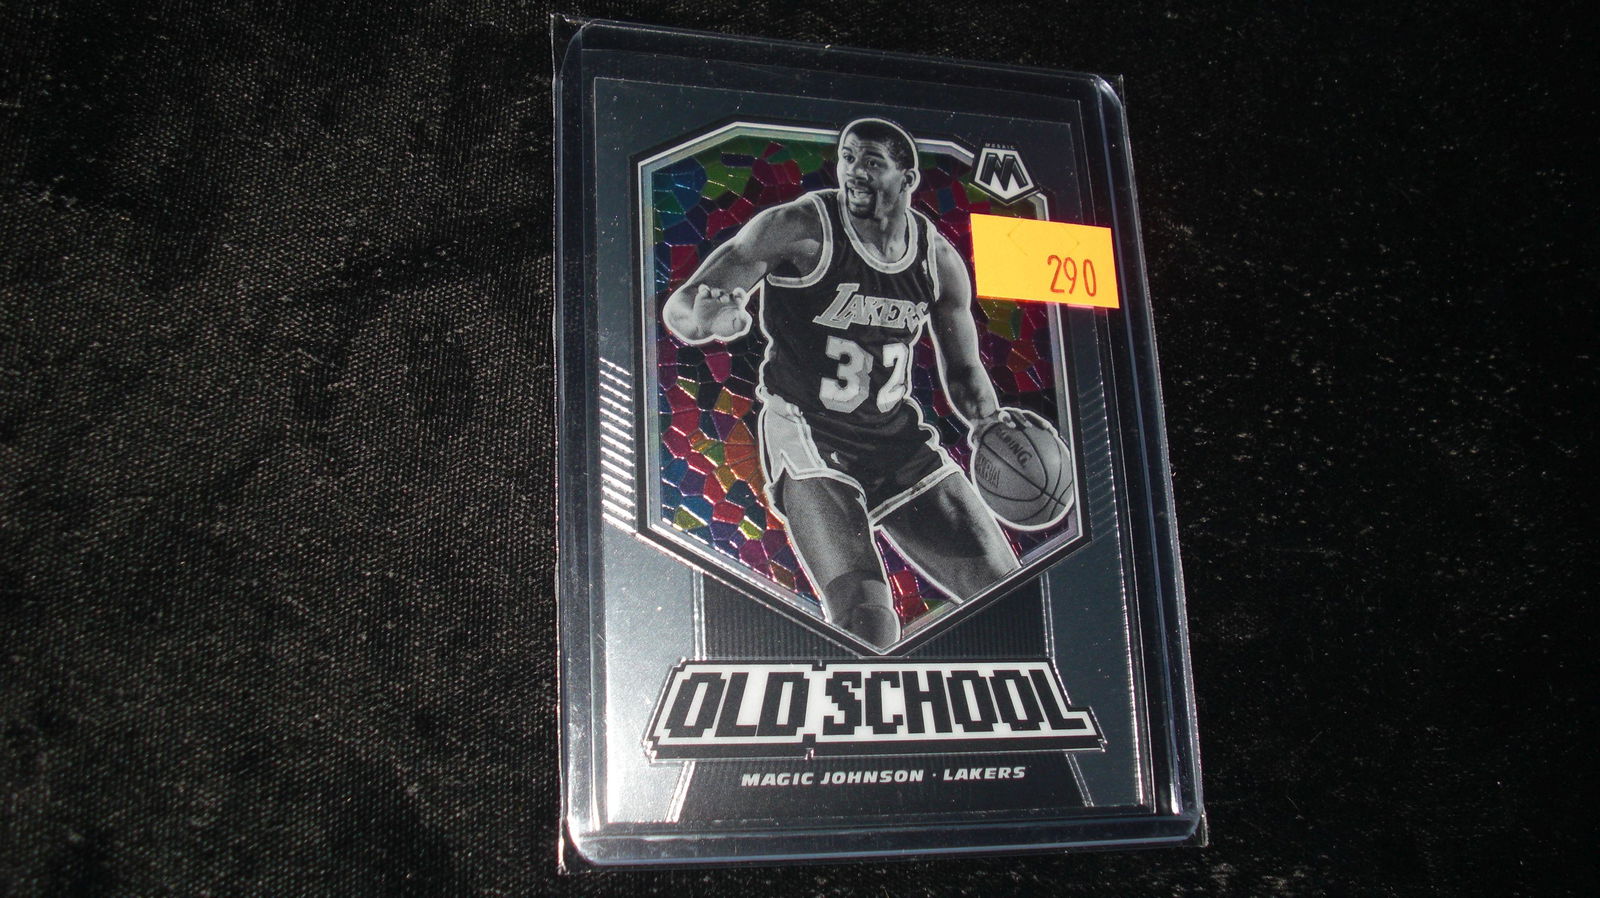 MOSAIC
M
290
LAKERS
32
OLD SCHOOL
MAGIC JOHNSON · LAKERS